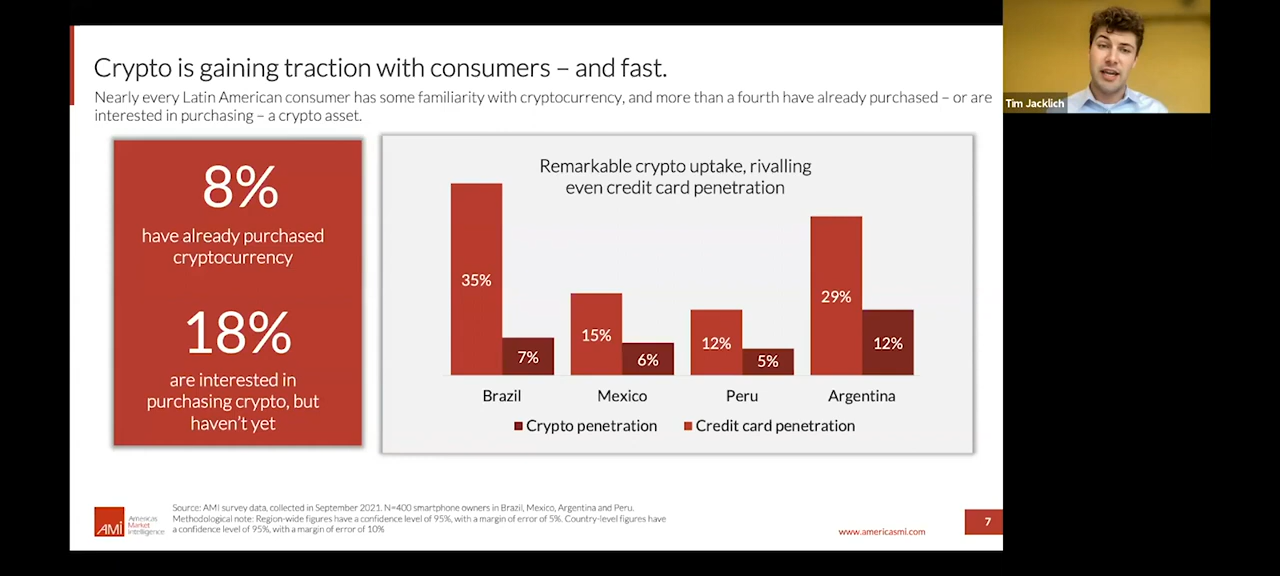 Crypto is gaining traction with consumers – and fast.
Nearly every Latin American consumer has some familiarity with cryptocurrency, and more than a fourth have already purchased – or are
interested in purchasing – a crypto asset.
Tim Jacklich
8%
have already purchased
cryptocurrency
18%
are interested in
purchasing crypto, but
haven't yet
Remarkable crypto uptake, rivalling
even credit card penetration
35%
7%
15%
6%
12%
5%
29%
12%
Brazil
Mexico
Peru
Argentina
Crypto penetration
Credit card penetration
AMI
Americas
Market
Intelligence
Source: AMI survey data, collected in September 2021. N=400 smartphone owners in Brazil, Mexico, Argentina and Peru.
Methodological note: Region-wide figures have a confidence level of 95%, with a margin of error of 5%. Country-level figures have
a confidence level of 95%, with a margin of error of 10%
www.americasmi.com
7